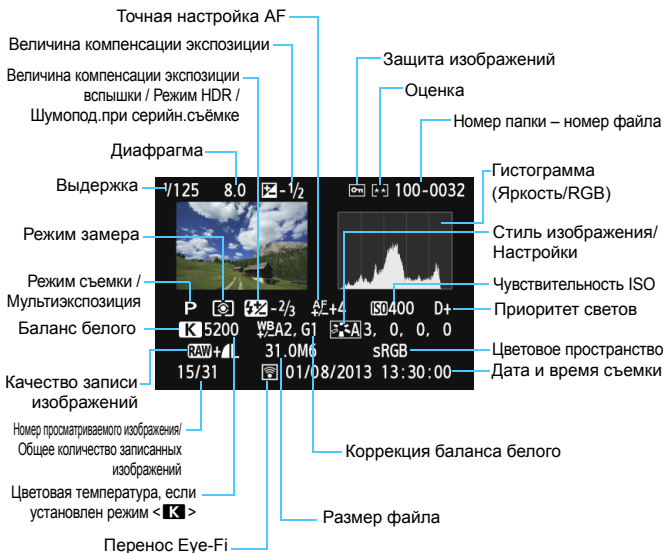 Точная настройка AF
Величина компенсации экспозиции
Величина компенсации экспозиции
вспышки / Режим HDR /
Шумопод.при серийн.съёмке
Диафрагма
Выдержка
Режим замера
Режим съемки /
Мультиэкспозиция
Баланс белого
Качество записи
изображений
Номер просматриваемого изображения/
Общее количество записанных
изображений
Цветовая температура, если
установлен режим < K >
Перенос Eye-Fi
Защита изображений
Оценка
Номер папки – номер файла
Гистограмма
(Яркость/RGB)
Стиль изображения/
Настройки
Чувствительность ISO
Приоритет светов
Цветовое пространство
Дата и время съемки
Коррекция баланса белого
Размер файла
1/125 8.0 -1/2 100-0032
P -2/3 AF +4 ISO 400 D+
K 5200 WB A2, G1 A 3, 0, 0, 0
RAW+L 31.0M6 sRGB
15/31 01/08/2013 13:30:00